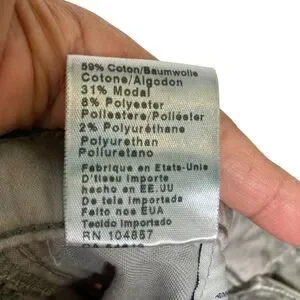 59% Coton/Baumwolle
Cotone/Algodon
31% Modal
8% Polyester
Poliestere/Poliéster
2% Polyuréthane
Polyurethan
Poliuretano
Fabrique en Etats-Unie
D'tissu importe
hecho en EE.UU
De tela importada
Feito nos EUA
Tecido importado
RN 104857